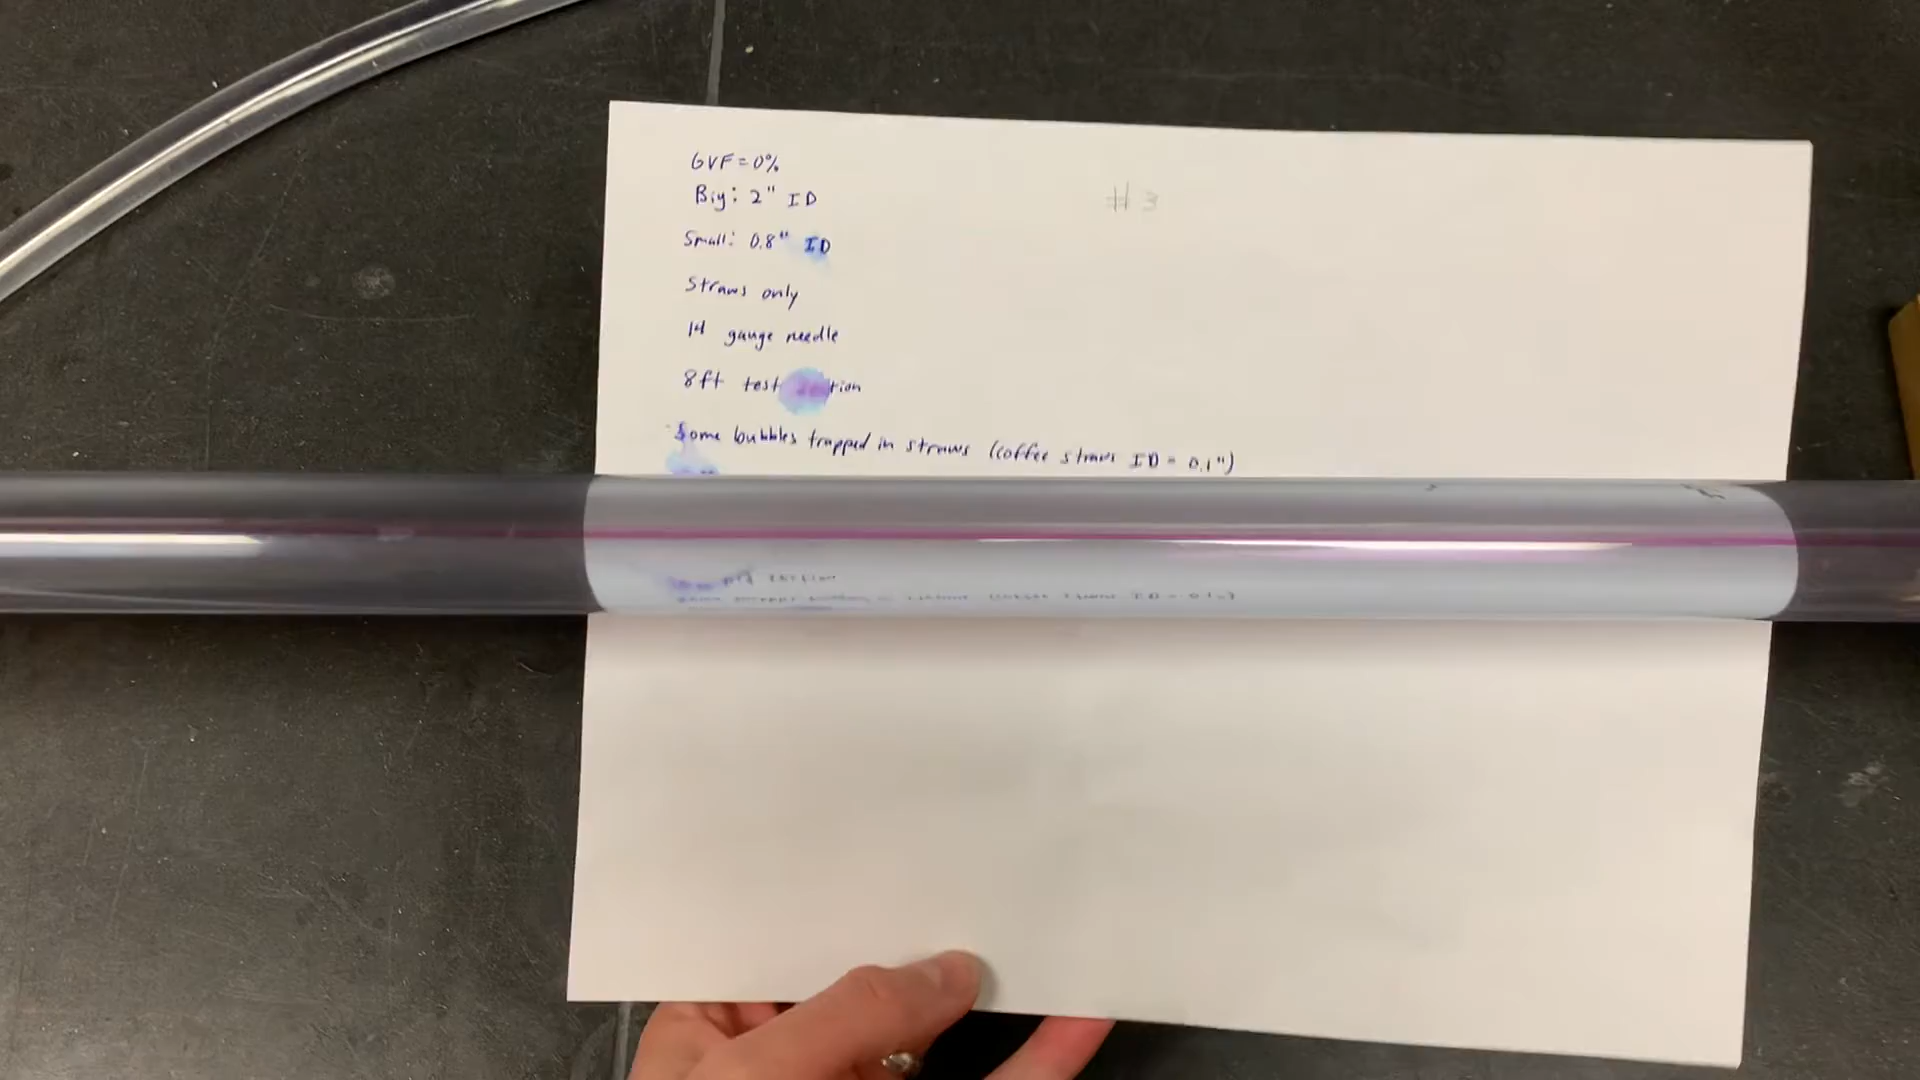 GVF = 0%
Big: 2" ID
# 3
Small: 0.8" ID
Straws only
14 gauge needle
8ft test section
Some bubbles trapped in straws (coffee straws ID = 0.1")